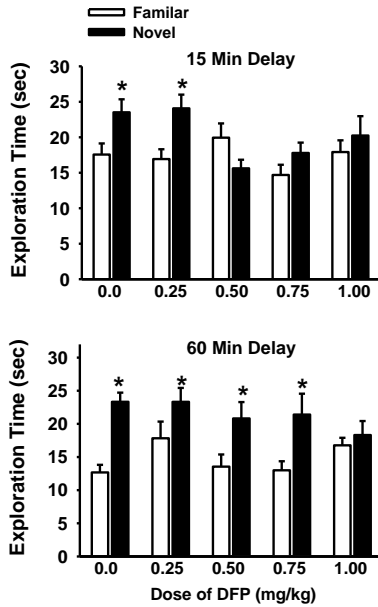 Familar
Novel
15 Min Delay
Exploration Time (sec)
30
25
20
15
10
5
0
* *
0.0 0.25 0.50 0.75 1.00
60 Min Delay
Exploration Time (sec)
30
25
20
15
10
5
0
* * * *
0.0 0.25 0.50 0.75 1.00
Dose of DFP (mg/kg)